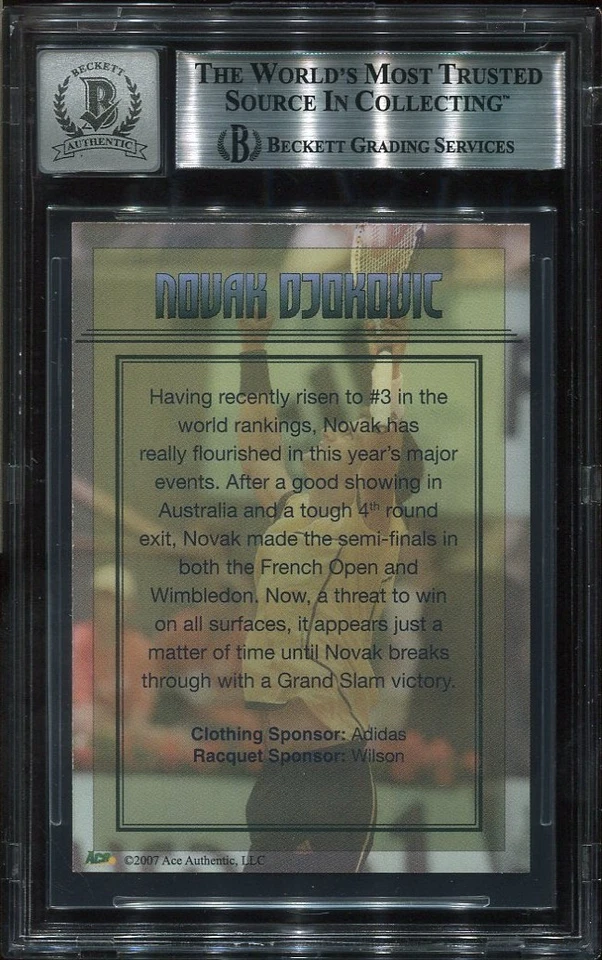 BECKETT
B
AUTHENTIC
THE WORLD'S MOST TRUSTED
SOURCE IN COLLECTING™
B BECKETT GRADING SERVICES
NOVAK DJOKOVIC
Having recently risen to #3 in the
world rankings, Novak has
really flourished in this year's major
events. After a good showing in
Australia and a tough 4th round
exit, Novak made the semi-finals in
both the French Open and
Wimbledon. Now, a threat to win
on all surfaces, it appears just a
matter of time until Novak breaks
through with a Grand Slam victory.
Clothing Sponsor: Adidas
Racquet Sponsor: Wilson
Ace ©2007 Ace Authentic, LLC